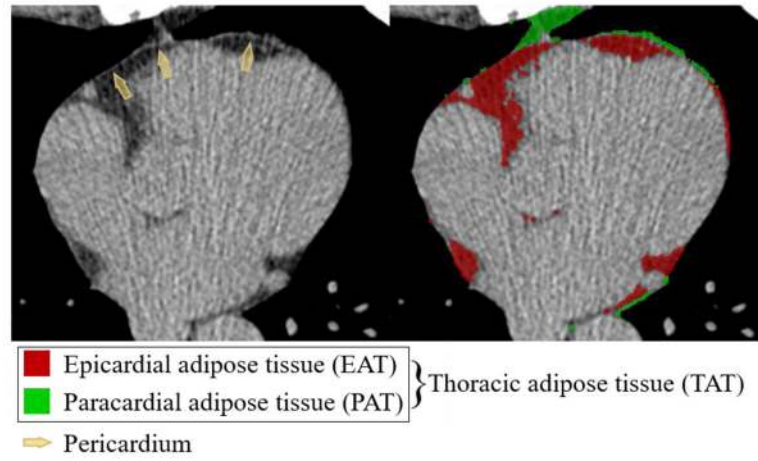 Epicardial adipose tissue (EAT)
Paracardial adipose tissue (PAT)
Thoracic adipose tissue (TAT)
Pericardium